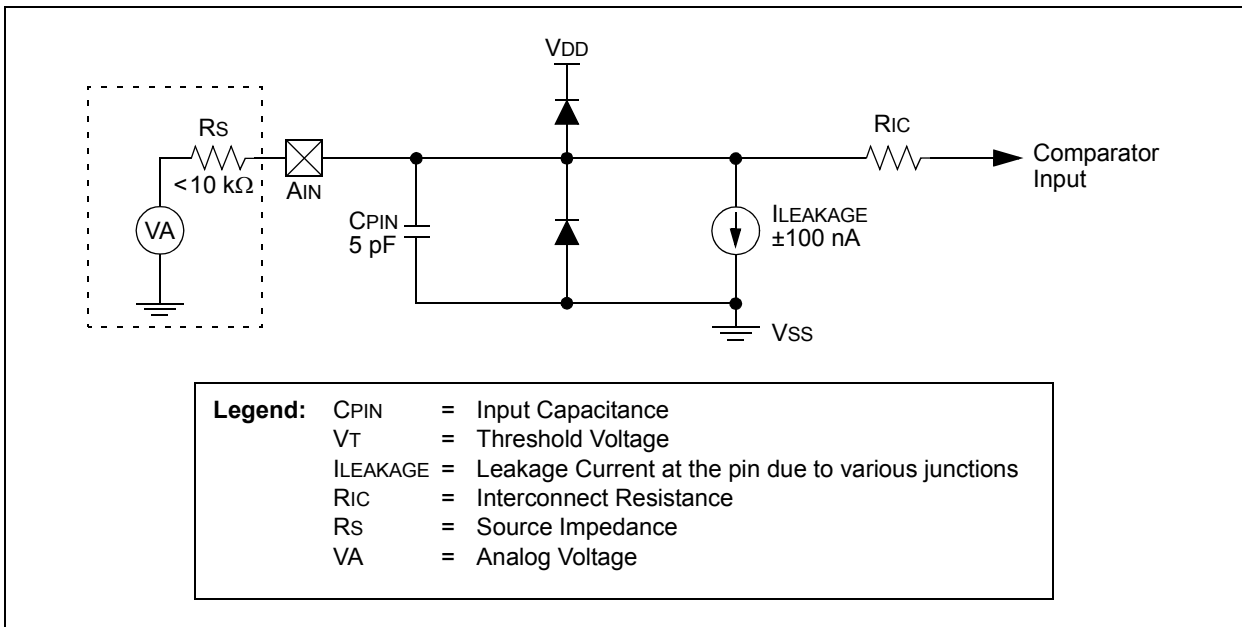 VDD
RS
<10 kΩ
AIN
VA
CPIN
5 pF
ILEAKAGE
±100 nA
RIC
Comparator
Input
VSS
Legend: CPIN = Input Capacitance
VT = Threshold Voltage
ILEAKAGE = Leakage Current at the pin due to various junctions
RIC = Interconnect Resistance
RS = Source Impedance
VA = Analog Voltage